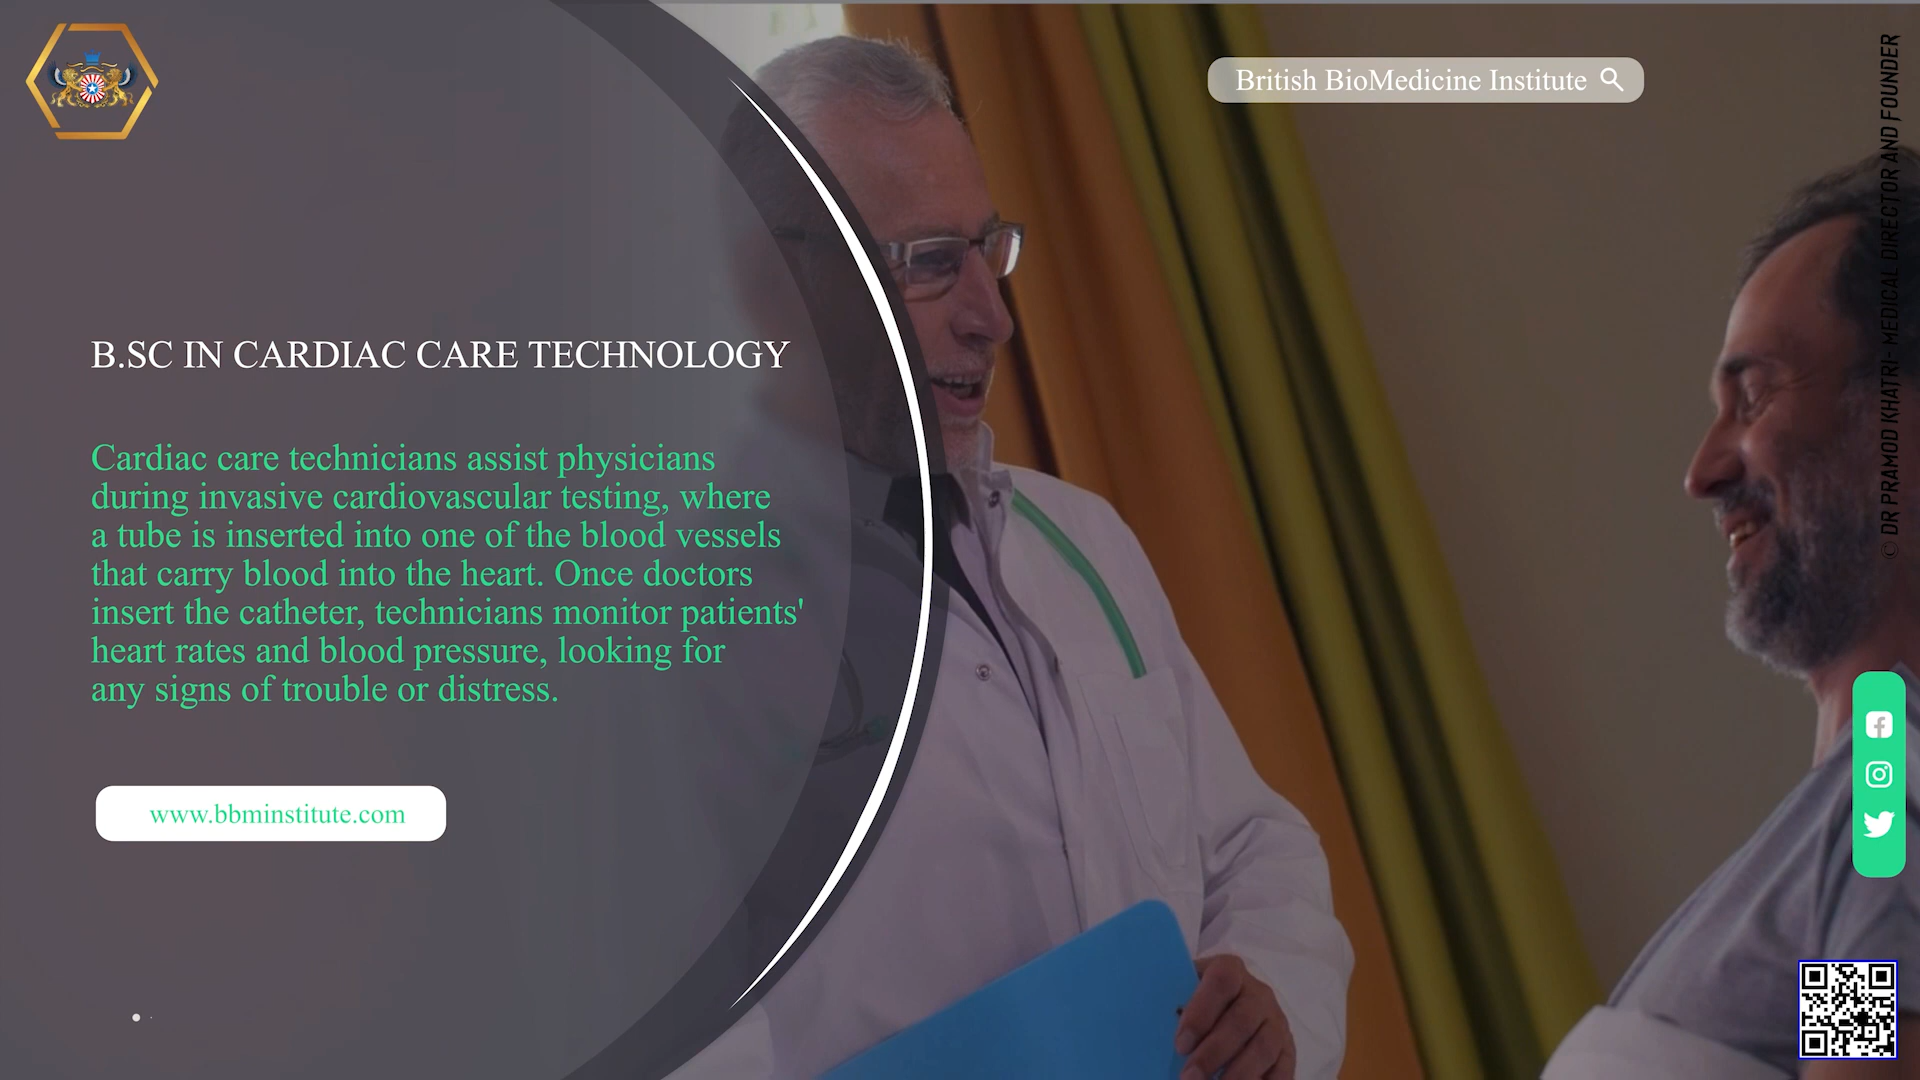 British BioMedicine Institute
B.SC IN CARDIAC CARE TECHNOLOGY
Cardiac care technicians assist physicians
during invasive cardiovascular testing, where
a tube is inserted into one of the blood vessels
that carry blood into the heart. Once doctors
insert the catheter, technicians monitor patients'
heart rates and blood pressure, looking for
any signs of trouble or distress.
www.bbminstitute.com
© DR PRAMOD KHATRI- MEDICAL DIRECTOR AND FOUNDER